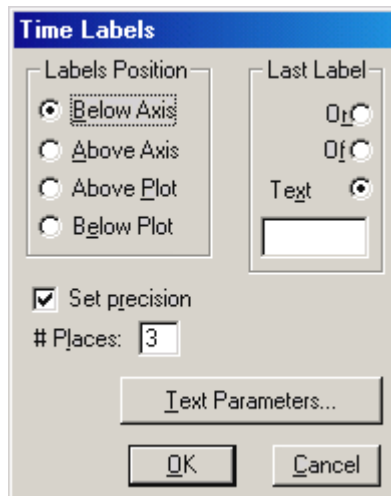 Time Labels
Labels Position
Below Axis
Above Axis
Above Plot
Below Plot
Last Label
Of
Text
Set precision
# Places: 3
Text Parameters...
OK
Cancel